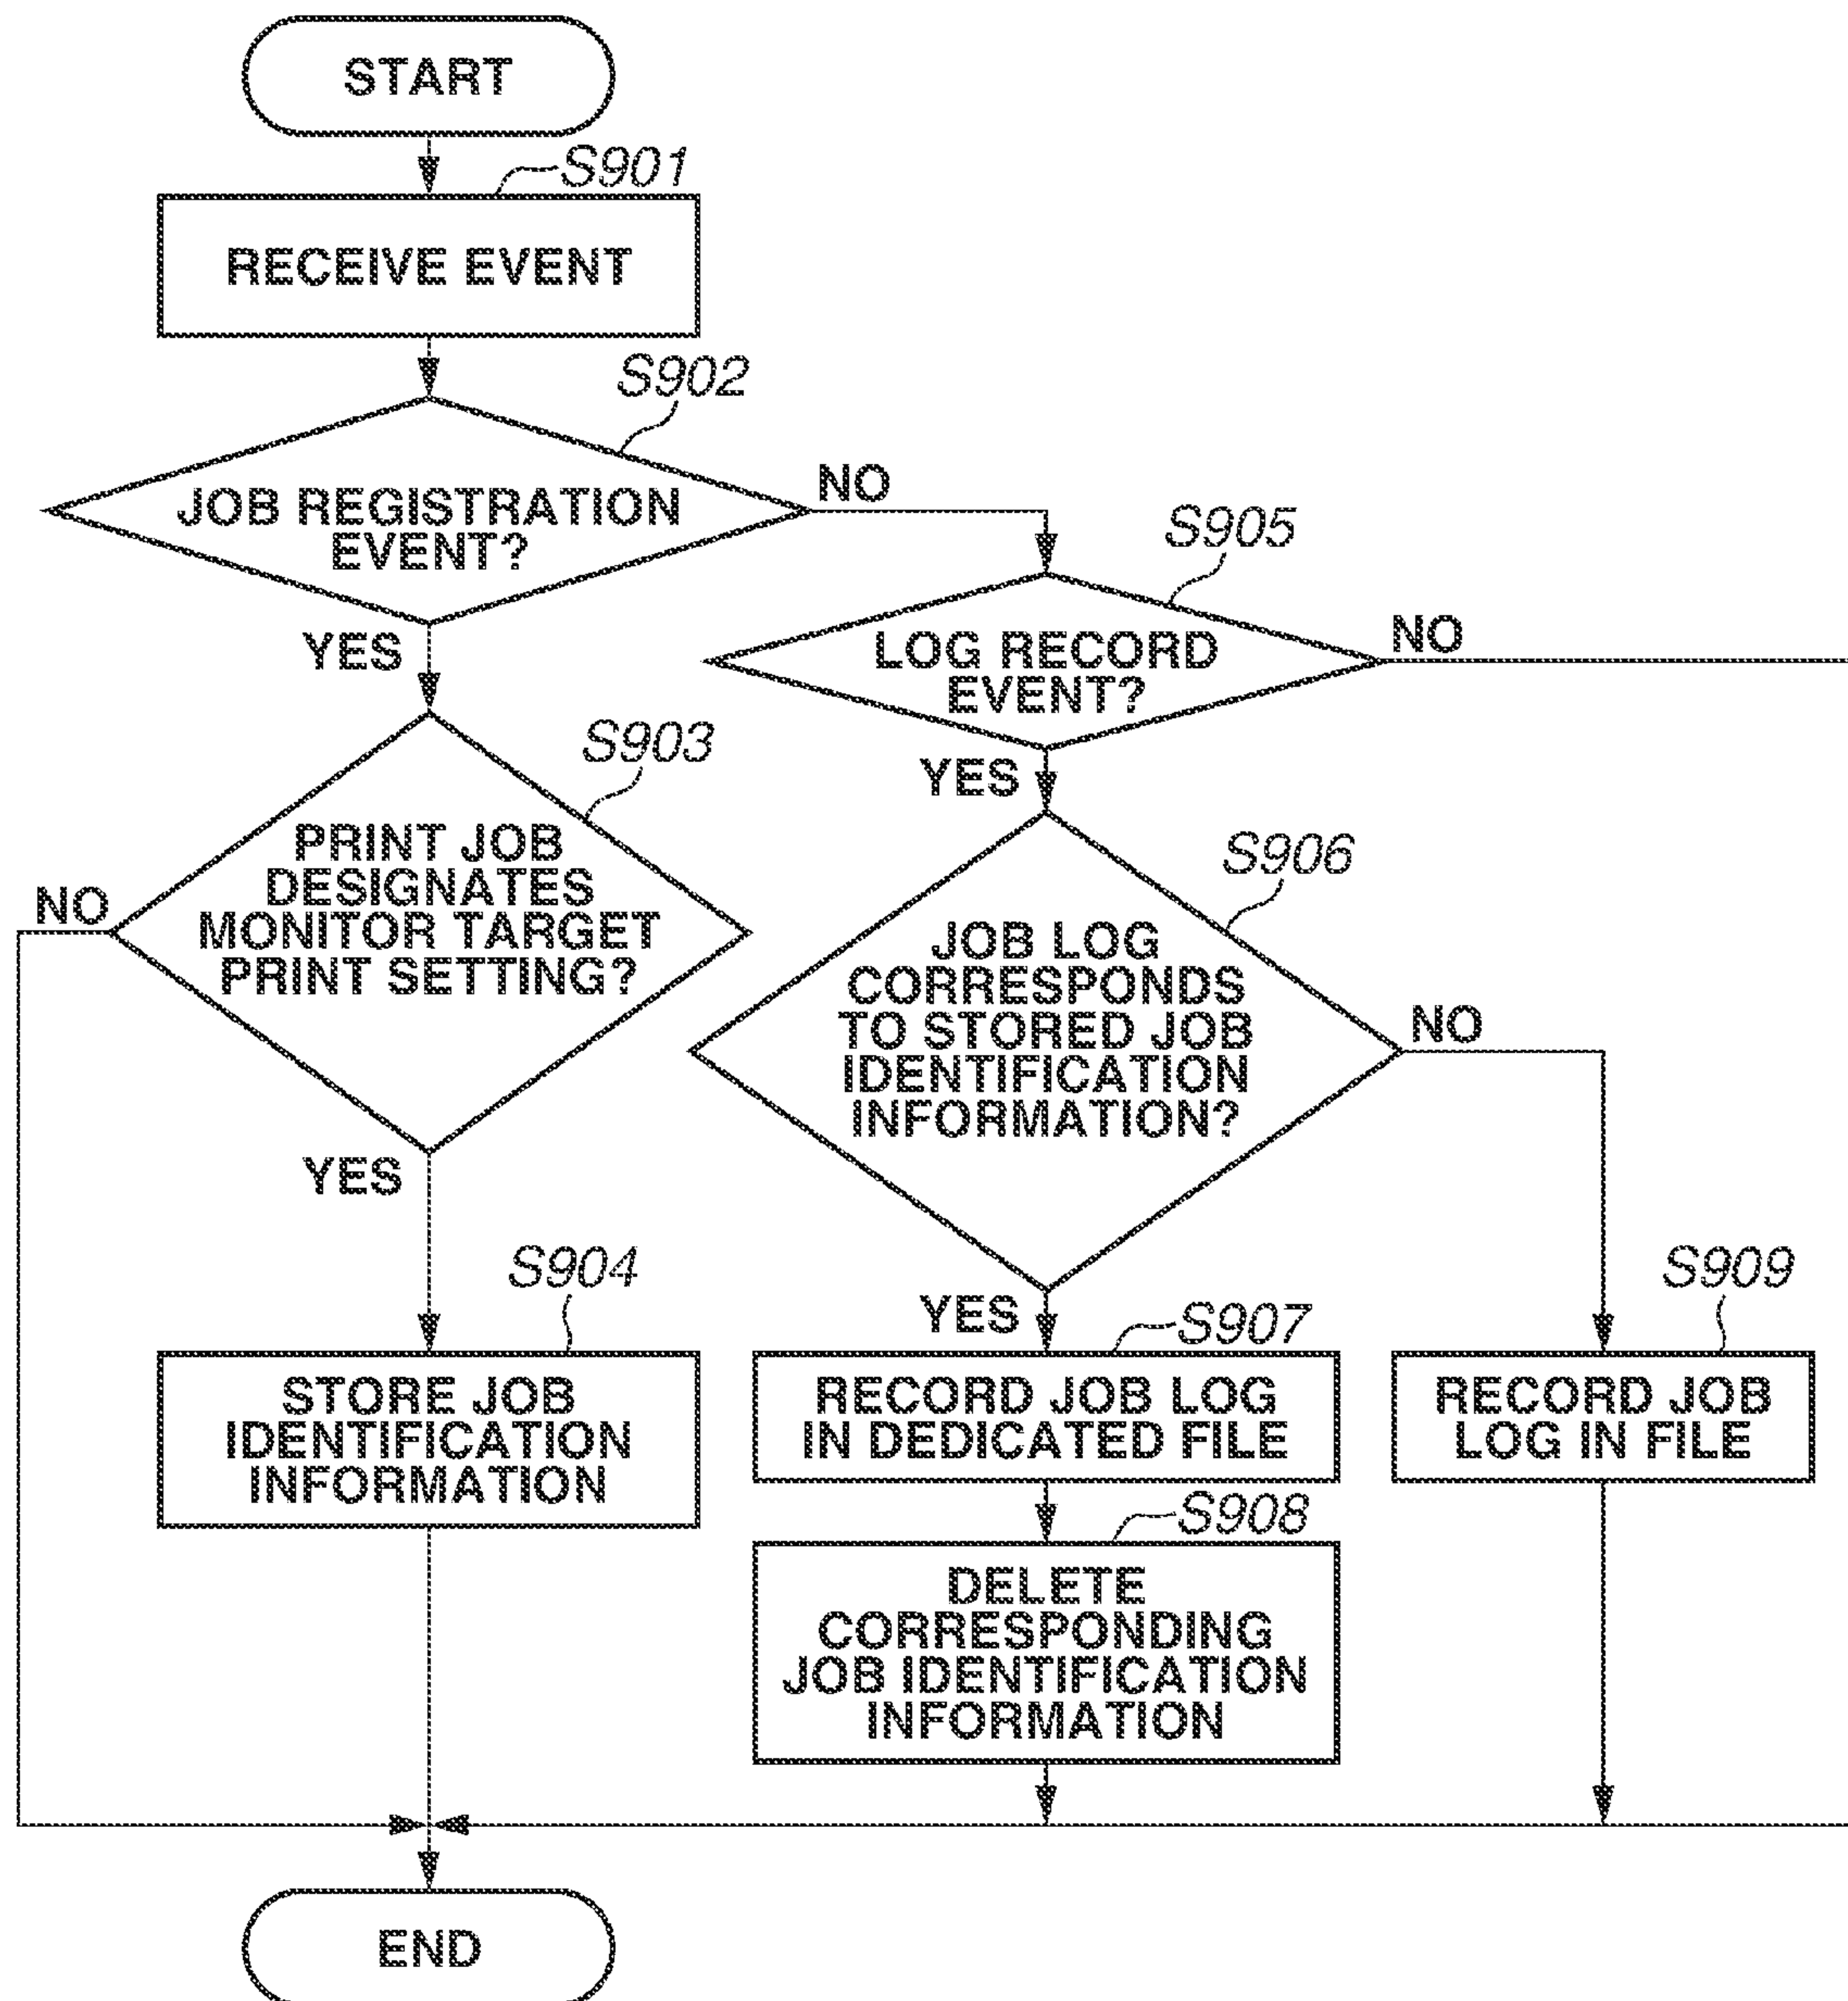 START
S901
RECEIVE EVENT
S902
JOB REGISTRATION
EVENT?
NO
YES
S905
LOG RECORD
EVENT?
NO
YES
S903
PRINT JOB
DESIGNATES
MONITOR TARGET
PRINT SETTING?
NO
YES
S906
JOB LOG
CORRESPONDS
TO STORED JOB
IDENTIFICATION
INFORMATION?
NO
YES
S904
STORE JOB
IDENTIFICATION
INFORMATION
S907
RECORD JOB LOG
IN DEDICATED FILE
S909
RECORD JOB
LOG IN FILE
S908
DELETE
CORRESPONDING
JOB IDENTIFICATION
INFORMATION
END